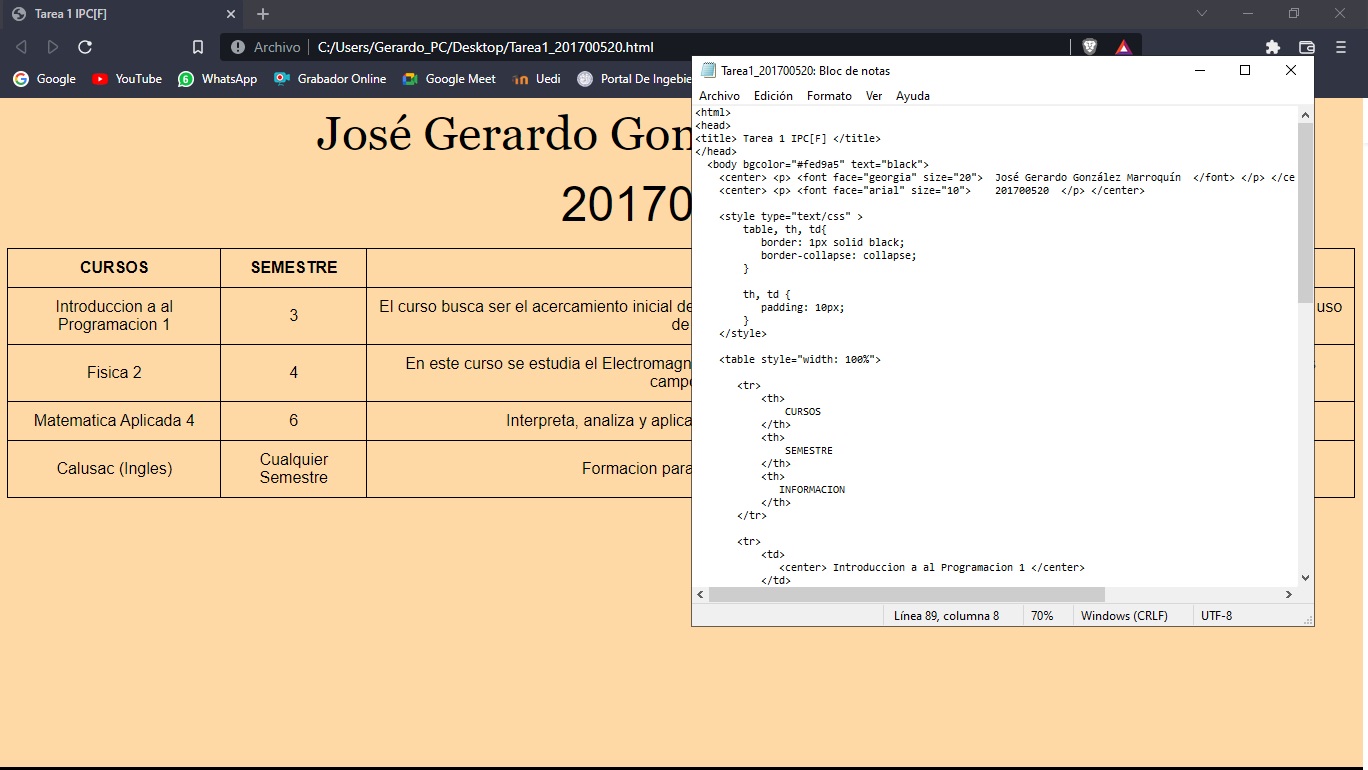 Tarea 1 IPC[F]
Archivo C:/Users/Gerardo_PC/Desktop/Tarea1_201700520.html
Google YouTube 6 WhatsApp Grabador Online Google Meet Uedi Portal De Ingebie
José Gerardo Gon
20170
CURSOS SEMESTRE
Introduccion a al
Programacion 1
3
El curso busca ser el acercamiento inicial de
uso
de
Fisica 2
4
En este curso se estudia el Electromagn
campo
Matematica Aplicada 4
6
Interpreta, analiza y aplica
Calusac (Ingles)
Cualquier
Semestre
Formacion para
Tarea1_201700520: Bloc de notas
Archivo Edición Formato Ver Ayuda
<html>
<head>
<title> Tarea 1 IPC[F] </title>
</head>
<body bgcolor="#fed9a5" text="black">
<center> <p> <font face="georgia" size="20"> José Gerardo González Marroquín </font> </p> </ce
<center> <p> <font face="arial" size="10"> 201700520 </p> </center>
<style type="text/css" >
table, th, td{
border: 1px solid black;
border-collapse: collapse;
}
th, td {
padding: 10px;
}
</style>
<table style="width: 100%">
<tr>
<th>
CURSOS
</th>
<th>
SEMESTRE
</th>
<th>
INFORMACION
</th>
</tr>
<tr>
<td>
<center> Introduccion a al Programacion 1 </center>
</td>
Línea 89, columna 8 70% Windows (CRLF) UTF-8